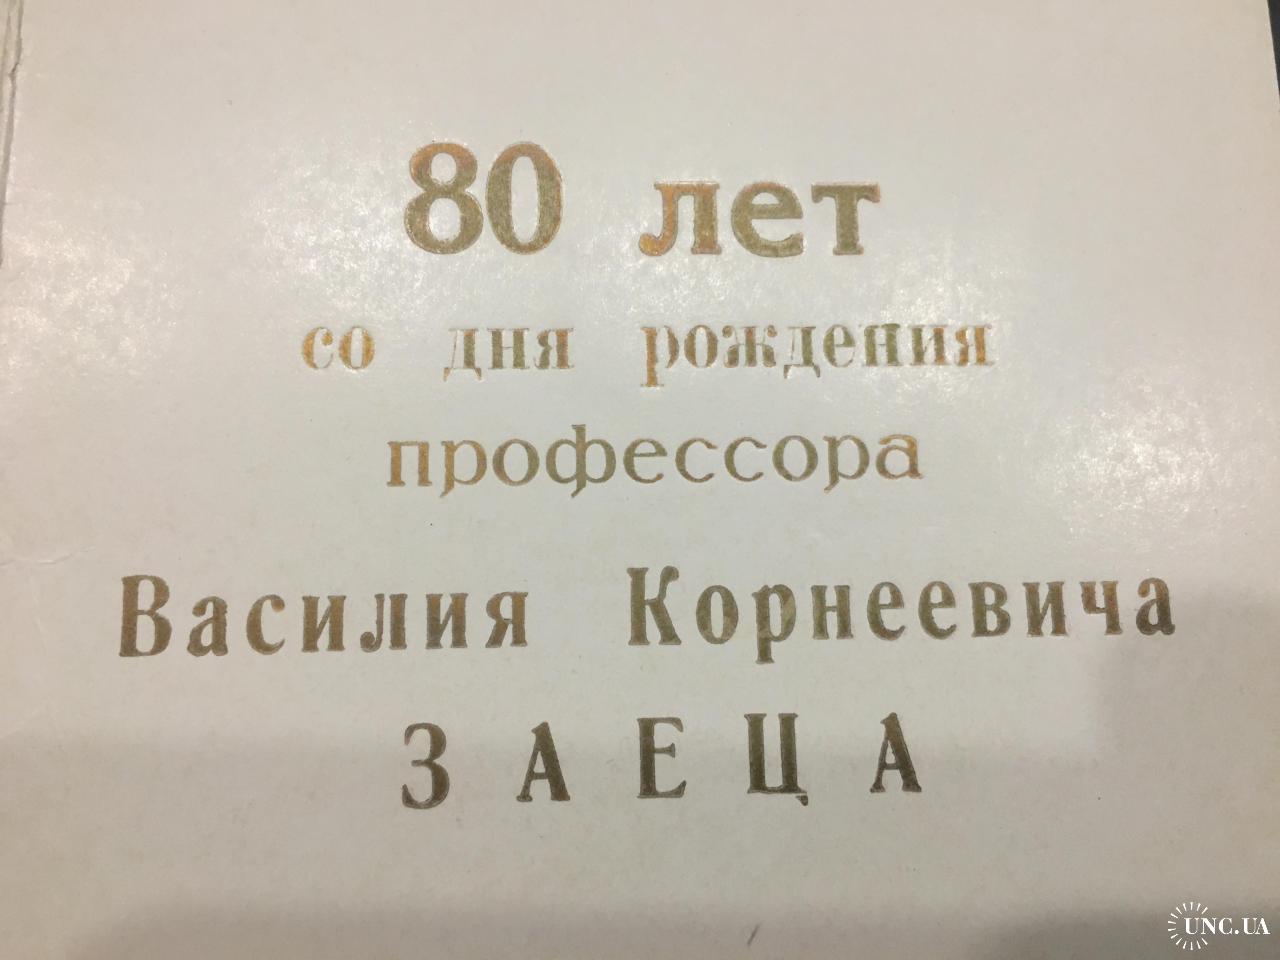 80 лет
со дня рождения
профессора
Василия Корнеевича
ЗАЕЦА
UNC.UA